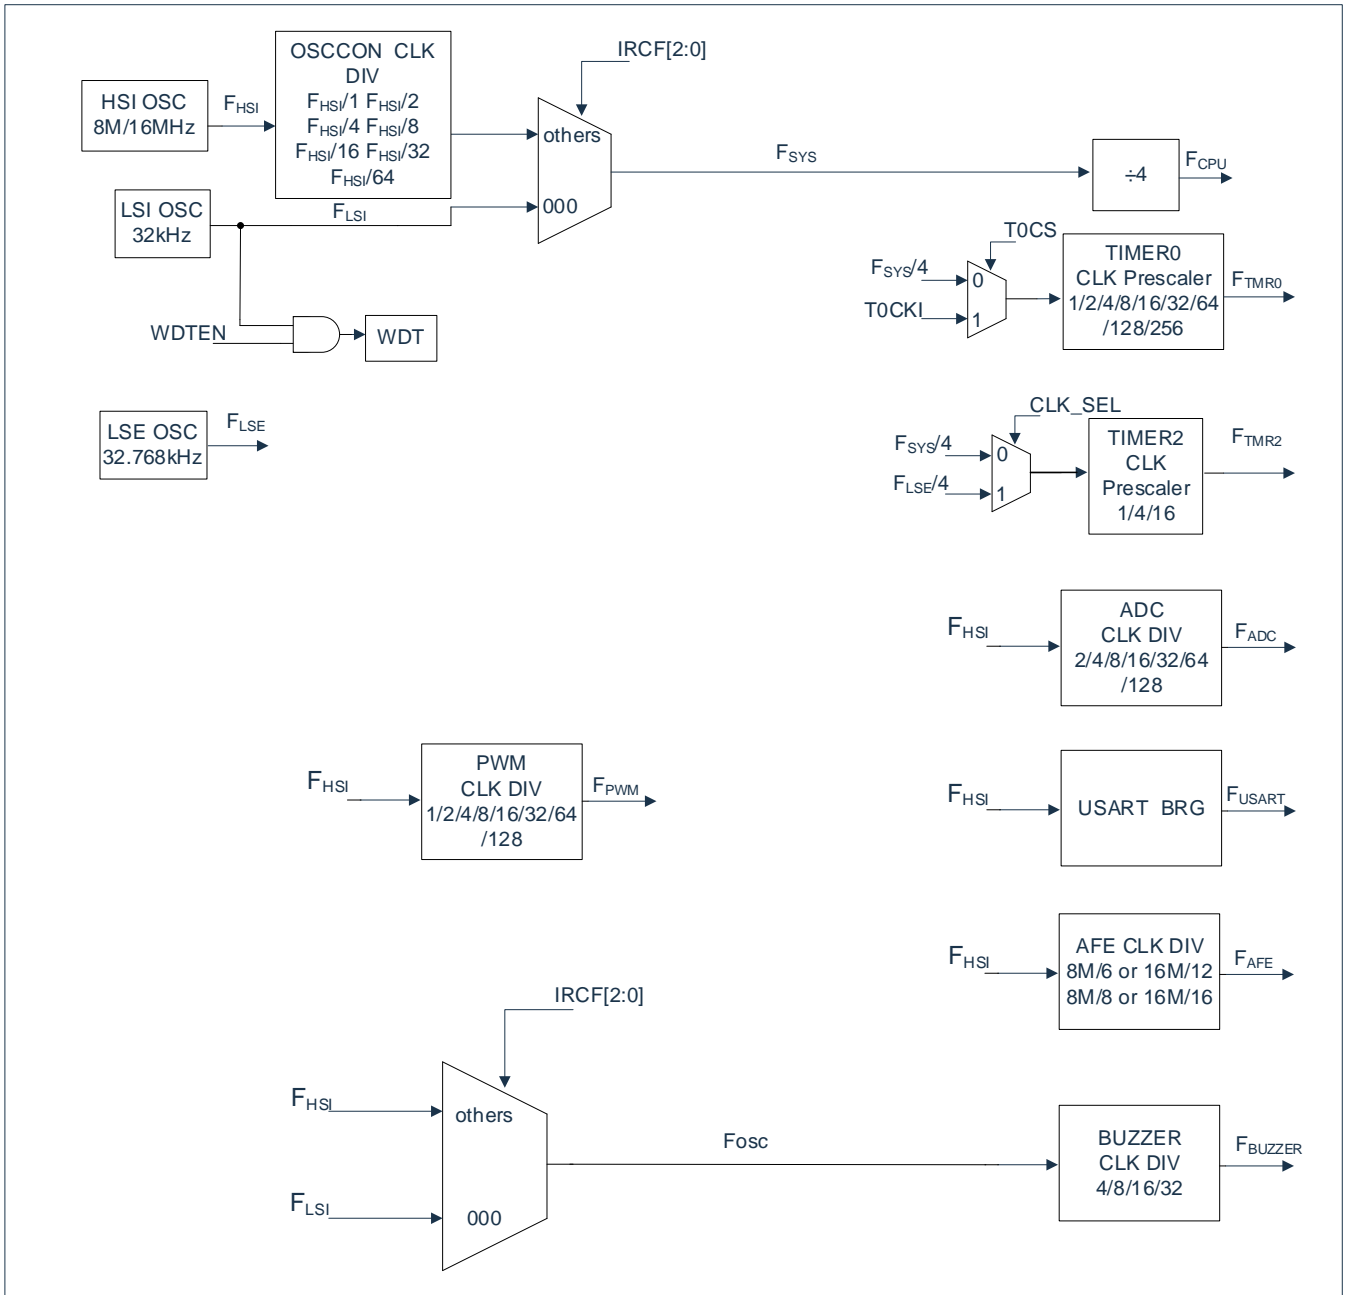 IRCF[2:0]
OSCCON CLK
DIV
FHSI/1 FHSI/2
FHSI/4 FHSI/8
FHSI/16 FHSI/32
FHSI/64
HSI OSC
8M/16MHz
FHSI
others
000
FSYS
÷4
FCPU
LSI OSC
32kHz
FLSI
WDTEN
WDT
T0CS
FSYS/4
T0CKI
0
1
TIMER0
CLK Prescaler
1/2/4/8/16/32/64
/128/256
FTMR0
LSE OSC
32.768kHz
FLSE
CLK_SEL
FSYS/4
FLSE/4
0
1
TIMER2
CLK
Prescaler
1/4/16
FTMR2
FHSI
ADC
CLK DIV
2/4/8/16/32/64
/128
FADC
FHSI
PWM
CLK DIV
1/2/4/8/16/32/64
/128
FPWM
FHSI
USART BRG
FUSART
FHSI
AFE CLK DIV
8M/6 or 16M/12
8M/8 or 16M/16
FAFE
IRCF[2:0]
FHSI
others
FLSI
000
Fosc
BUZZER
CLK DIV
4/8/16/32
FBUZZER